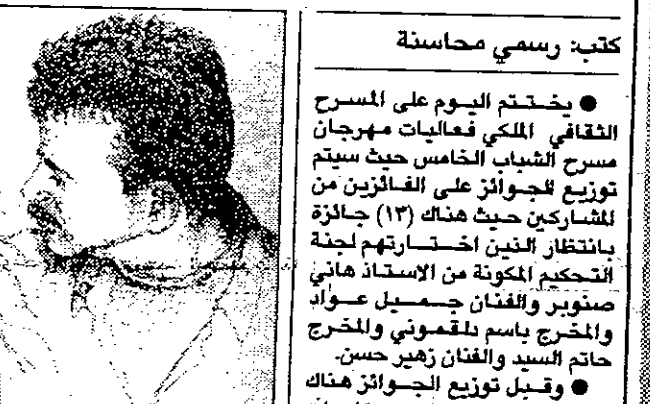 كتب: رسمي محاسنة
● يختتم اليوم على المسرح
الثقافي الملكي فعاليات مهرجان
مسرح الشباب الخامس حيث سيتم
توزيع الجوائز على الفائزين من
المشاركين حيث هناك (١٣) جائزة
بانتظار الذين اختارتهم لجنة
التحكيم المكونة من الاستاذ هاني
صنوبر والفنان جميل عواد
والمخرج باسم دلقموني والمخرج
حاتم السيد والفنان زهير حسن.
● وقبل توزيع الجوائز هناك